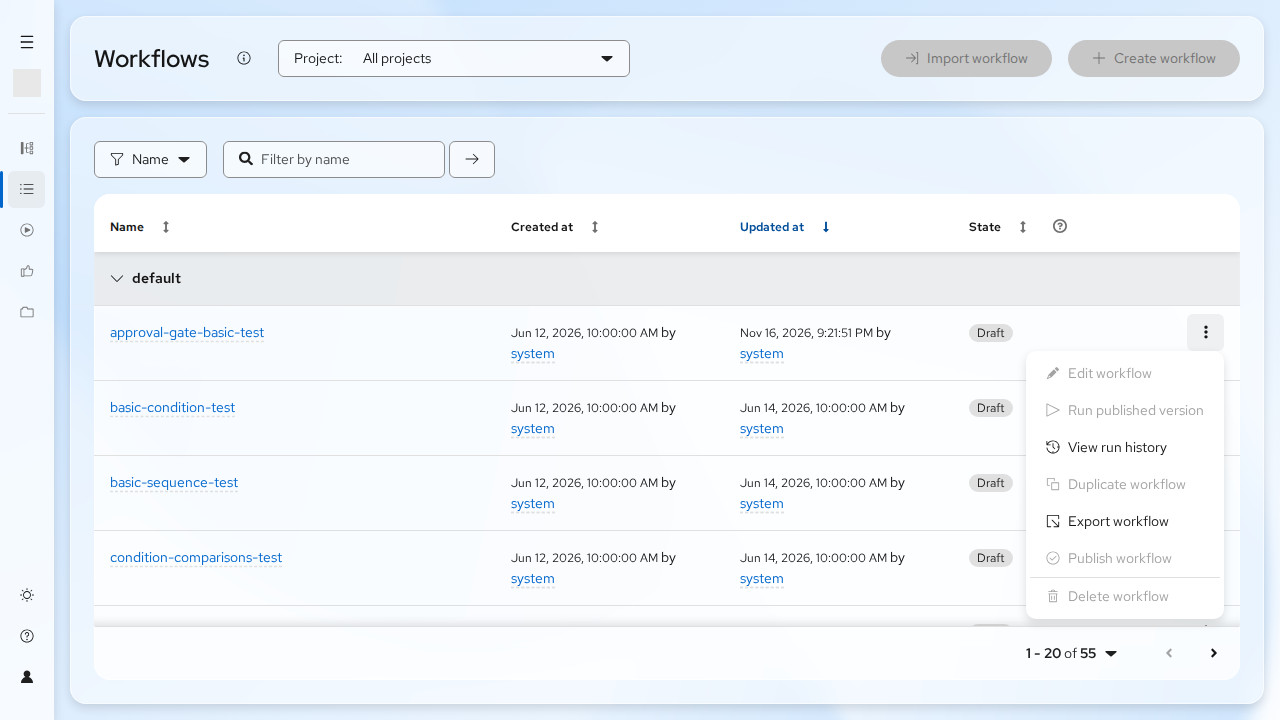 Workflows
Project: All projects
Import workflow
Create workflow
Name
Filter by name
Name Created at Updated at State
default
approval-gate-basic-test Jun 12, 2026, 10:00:00 AM by Nov 16, 2026, 9:21:51 PM by Draft
system system
Edit workflow
basic-condition-test Jun 12, 2026, 10:00:00 AM by Jun 14, 2026, 10:00:00 AM by Draft
Run published version
system system
View run history
basic-sequence-test Jun 12, 2026, 10:00:00 AM by Jun 14, 2026, 10:00:00 AM by Draft
Duplicate workflow
system system
Export workflow
condition-comparisons-test Jun 12, 2026, 10:00:00 AM by Jun 14, 2026, 10:00:00 AM by Draft
Publish workflow
system system
Delete workflow
1 - 20 of 55